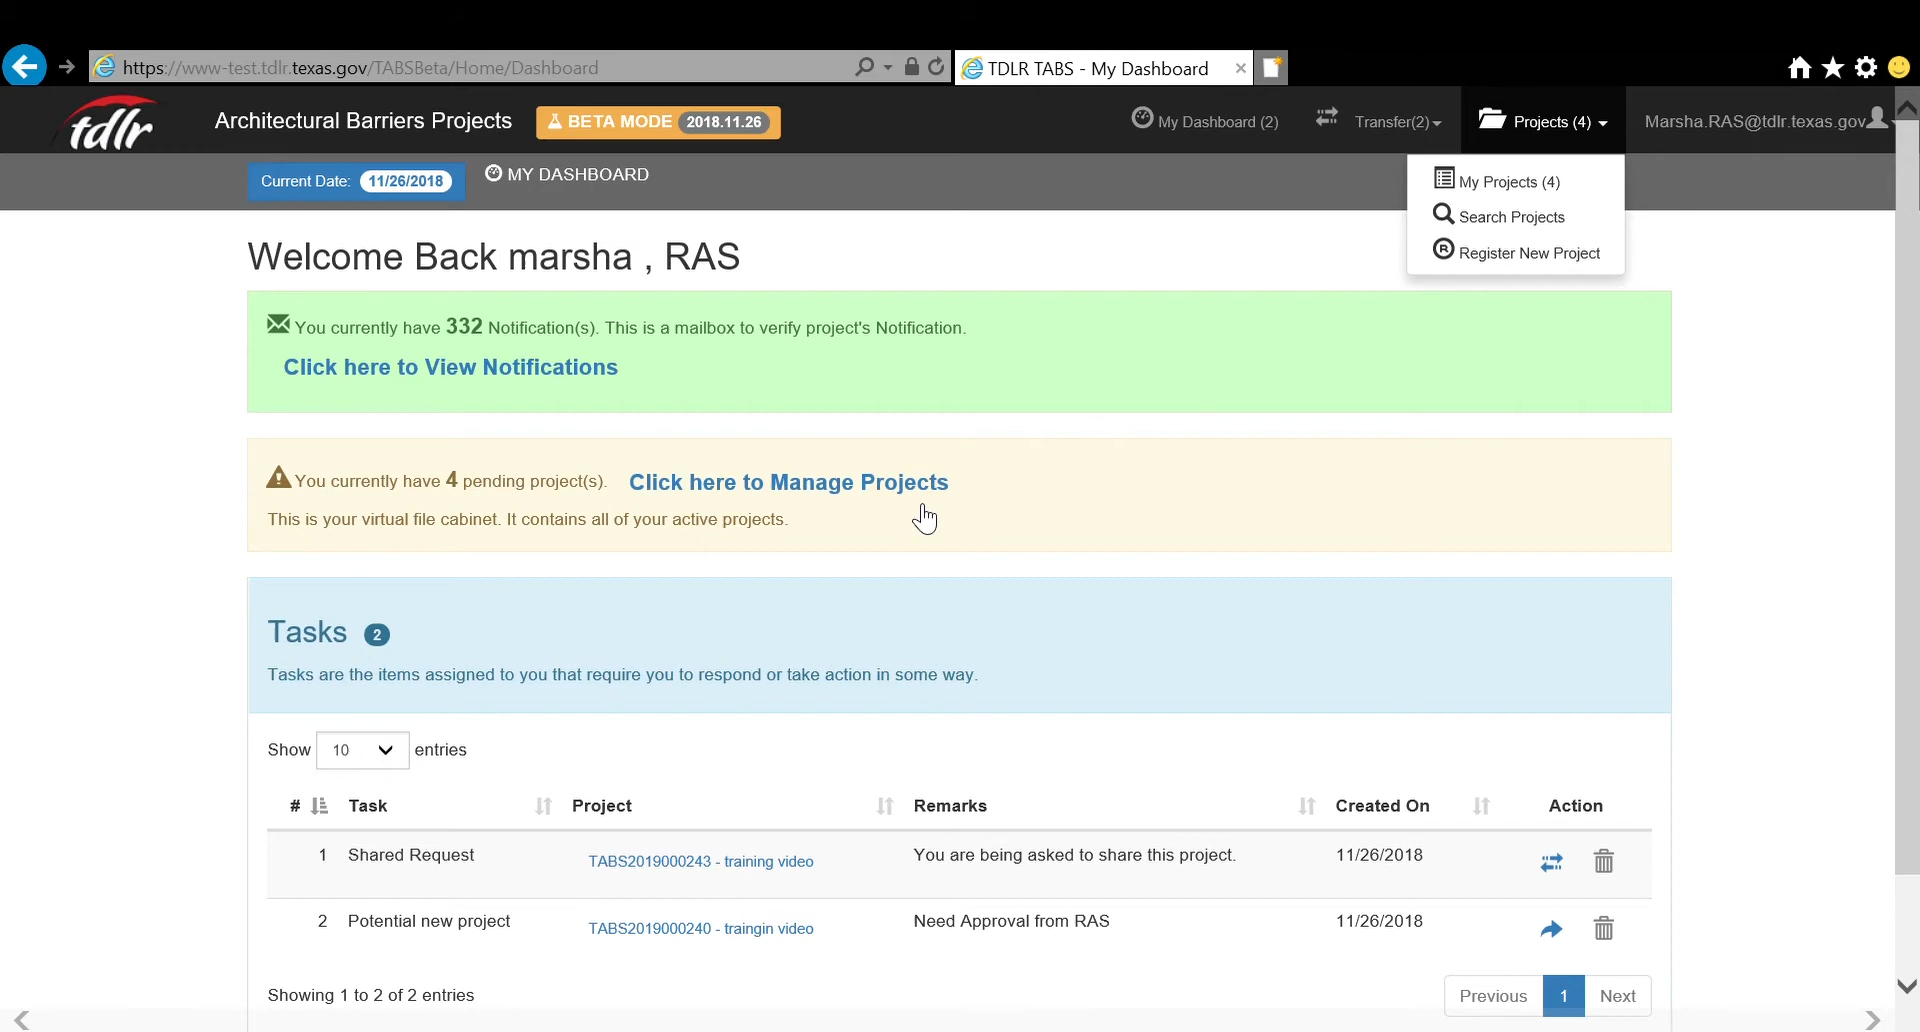 https://www-test.tdlr.texas.gov/TABSBeta/Home/Dashboard
TDLR TABS - My Dashboard
tdlr
Architectural Barriers Projects
BETA MODE 2018.11.26
My Dashboard (2)
Transfer(2)
Projects (4)
Marsha.RAS@tdlr.texas.gov
Current Date: 11/26/2018
MY DASHBOARD
My Projects (4)
Search Projects
Register New Project
Welcome Back marsha , RAS
You currently have 332 Notification(s). This is a mailbox to verify project's Notification.
Click here to View Notifications
You currently have 4 pending project(s). Click here to Manage Projects
This is your virtual file cabinet. It contains all of your active projects.
Tasks 2
Tasks are the items assigned to you that require you to respond or take action in some way.
Show 10 entries
# Task Project Remarks Created On Action
1 Shared Request TABS2019000243 - training video You are being asked to share this project. 11/26/2018
2 Potential new project TABS2019000240 - traingin video Need Approval from RAS 11/26/2018
Showing 1 to 2 of 2 entries
Previous 1 Next